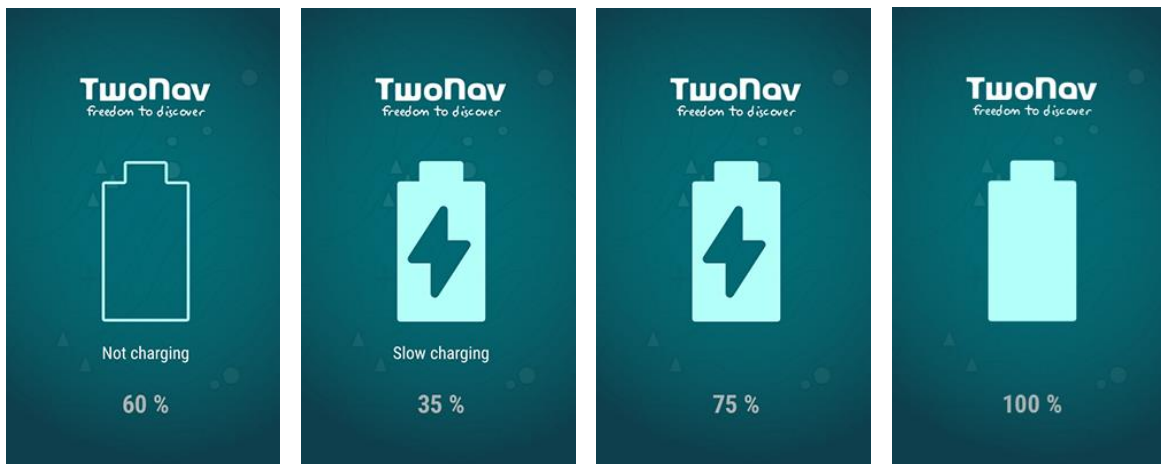 TwoNav
freedom to discover
Not charging
60 %
TwoNav
freedom to discover
Slow charging
35 %
TwoNav
freedom to discover
75 %
TwoNav
freedom to discover
100 %